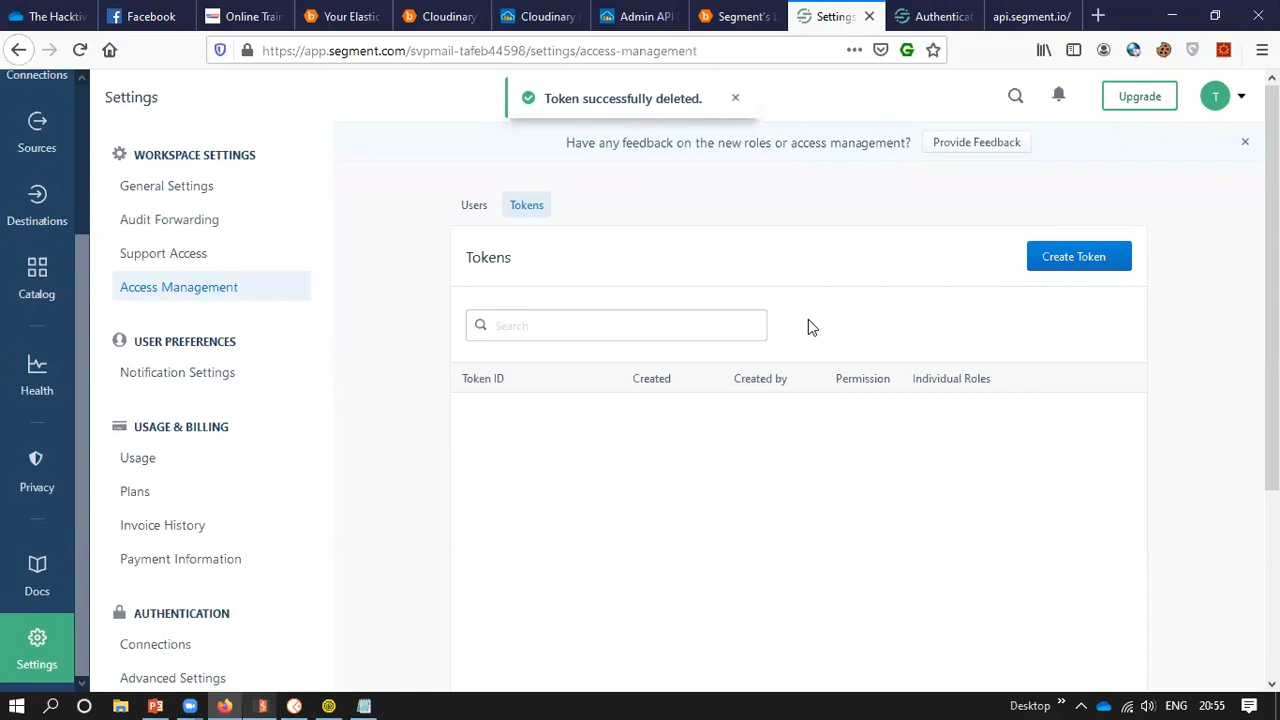 The Hacktiv
Facebook
Online Train
Your Elastic
Cloudinary
Cloudinary
Admin API
Segment's
Settings
Authenticat
api.segment.io/
https://app.segment.com/svpmail-tafeb44598/settings/access-management
Connections
Sources
Destinations
Catalog
Health
Privacy
Docs
Settings
Settings
Token successfully deleted.
Upgrade
T
Have any feedback on the new roles or access management?
Provide Feedback
WORKSPACE SETTINGS
General Settings
Audit Forwarding
Support Access
Access Management
USER PREFERENCES
Notification Settings
USAGE & BILLING
Usage
Plans
Invoice History
Payment Information
AUTHENTICATION
Connections
Advanced Settings
Users
Tokens
Tokens
Create Token
Search
Token ID
Created
Created by
Permission
Individual Roles
Desktop
ENG
20:55